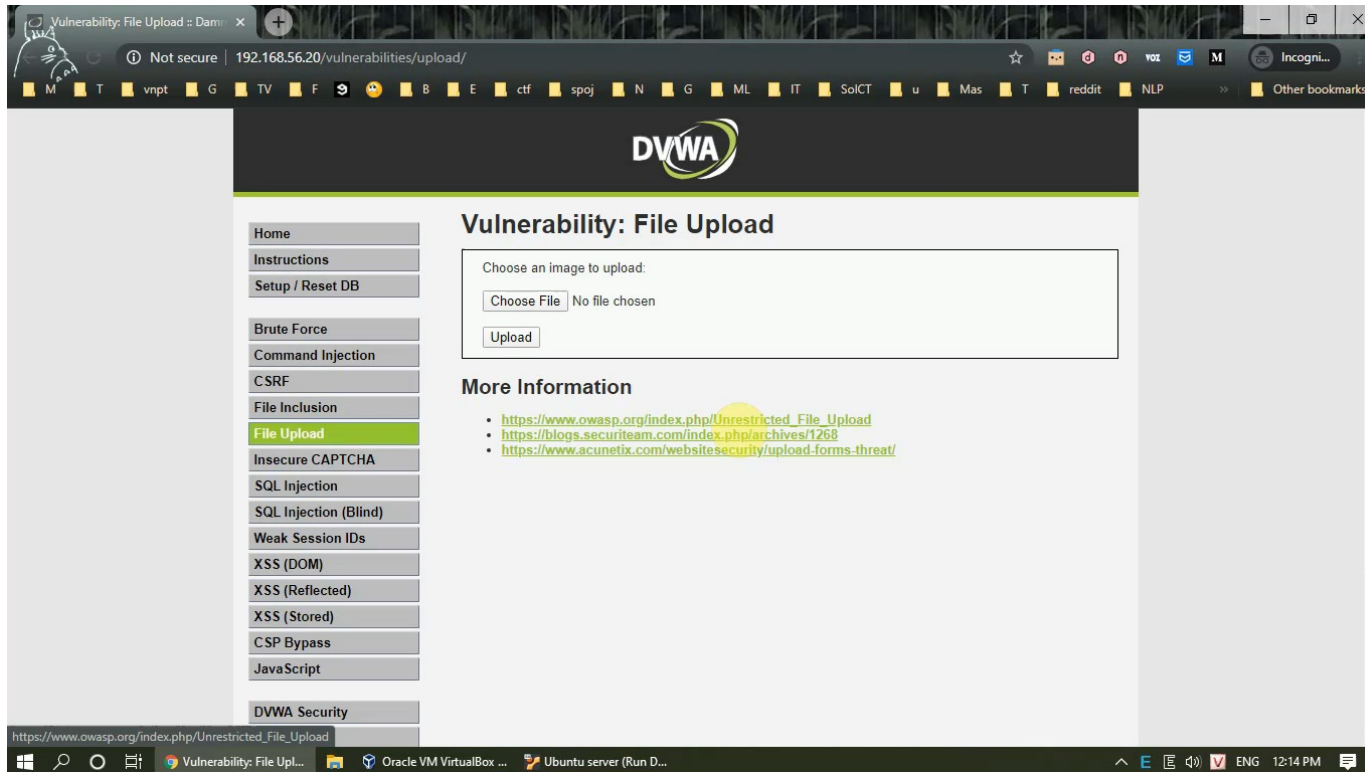 Vulnerability: File Upload :: Damn
Not secure | 192.168.56.20/vulnerabilities/upload/
VOZ M Incogni...
M T vnpt G TV F 9 B E ctf spoj N G ML IT SoICT u Mas T reddit NLP » Other bookmarks
DVWA
Vulnerability: File Upload
Home
Instructions
Setup / Reset DB
Brute Force
Command Injection
CSRF
File Inclusion
File Upload
Insecure CAPTCHA
SQL Injection
SQL Injection (Blind)
Weak Session IDs
XSS (DOM)
XSS (Reflected)
XSS (Stored)
CSP Bypass
JavaScript
DVWA Security
Choose an image to upload:
Choose File No file chosen
Upload
More Information
https://www.owasp.org/index.php/Unrestricted_File_Upload
https://blogs.securiteam.com/index.php/archives/1268
https://www.acunetix.com/websitesecurity/upload-forms-threat/
https://www.owasp.org/index.php/Unrestricted_File_Upload
Vulnerability: File Upl... Oracle VM VirtualBox ... Ubuntu server (Run D... E V ENG 12:14 PM